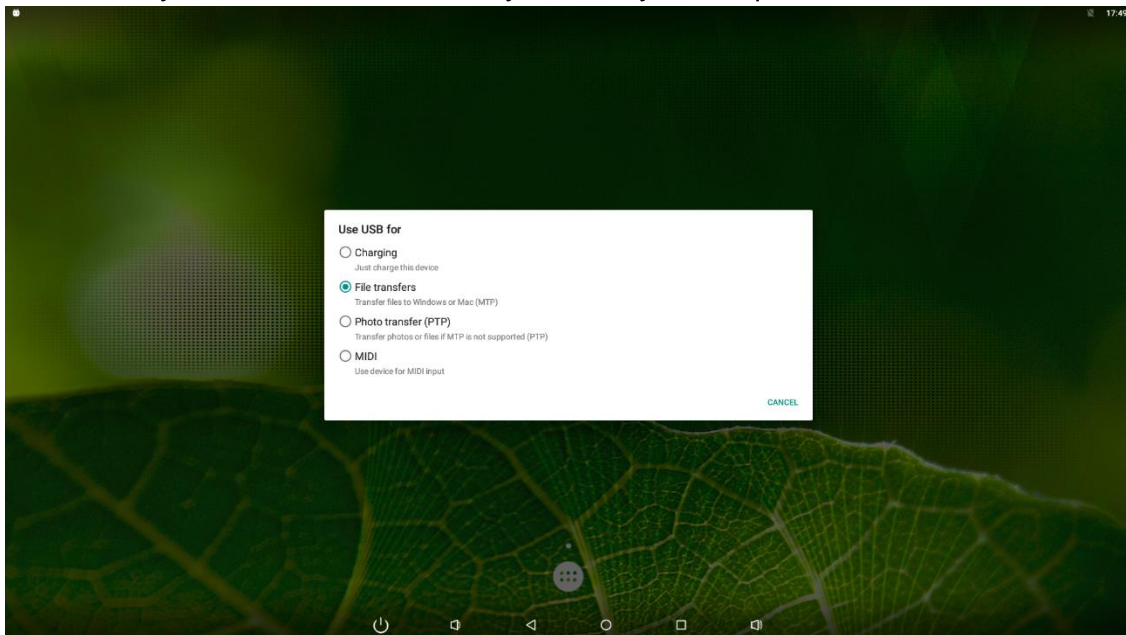 17:49
Use USB for
Charging
Just charge this device
File transfers
Transfer files to Windows or Mac (MTP)
Photo transfer (PTP)
Transfer photos or files if MTP is not supported (PTP)
MIDI
Use device for MIDI input
CANCEL